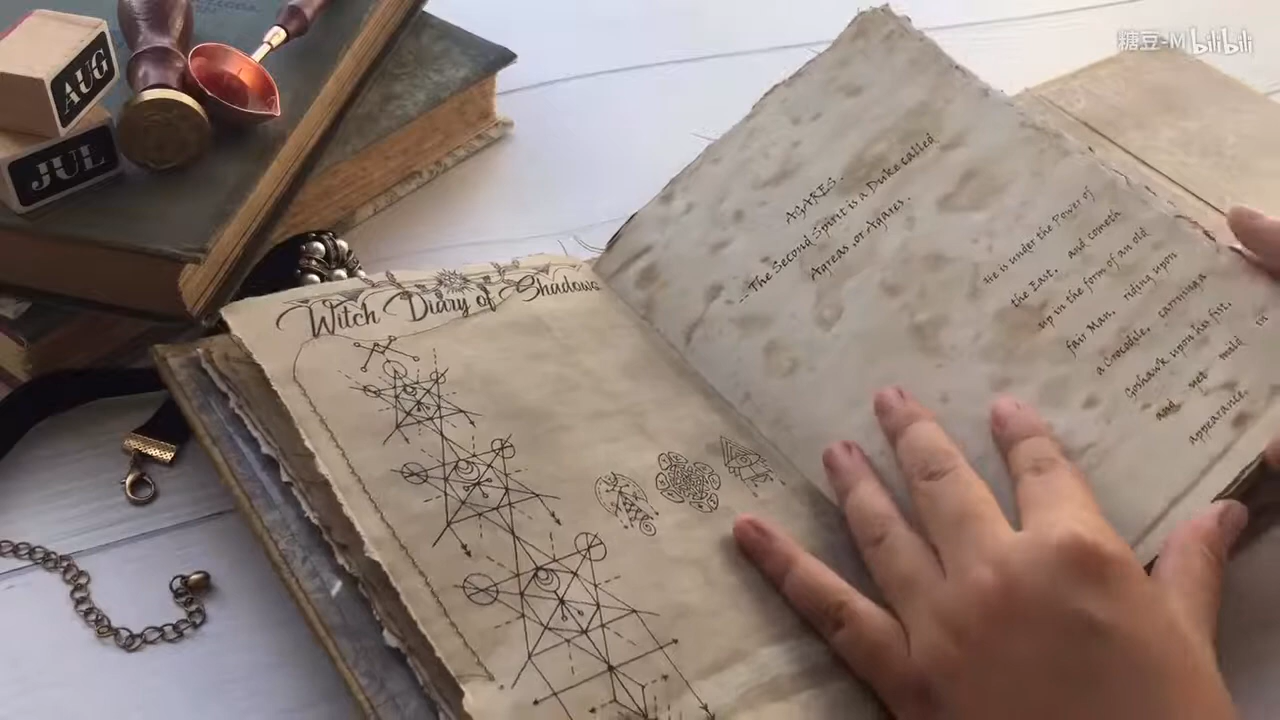 糖豆-M bilibili
AUG
JUL
Witch Diary of Shadows
AGARES.
The Second Spirit is a Duke called
Agreas, or Agares.
He is under the Power of
the East, and cometh
up in the form of an old
fair Man, riding upon
a Crocodile, carrying a
Goshawk upon his fist,
and yet mild in
appearance.